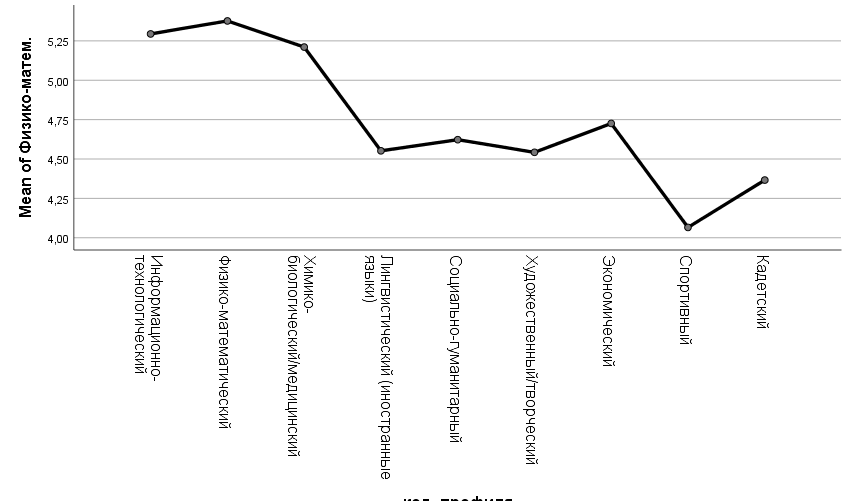 Mean of Физико-матем.
5,25
5,00
4,75
4,50
4,25
4,00
Информационно-
технологический
Физико-математический
Химико-
биологический/медицинский
Лингвистический (иностранные
языки)
Социально-гуманитарный
Художественный/творческий
Экономический
Спортивный
Кадетский